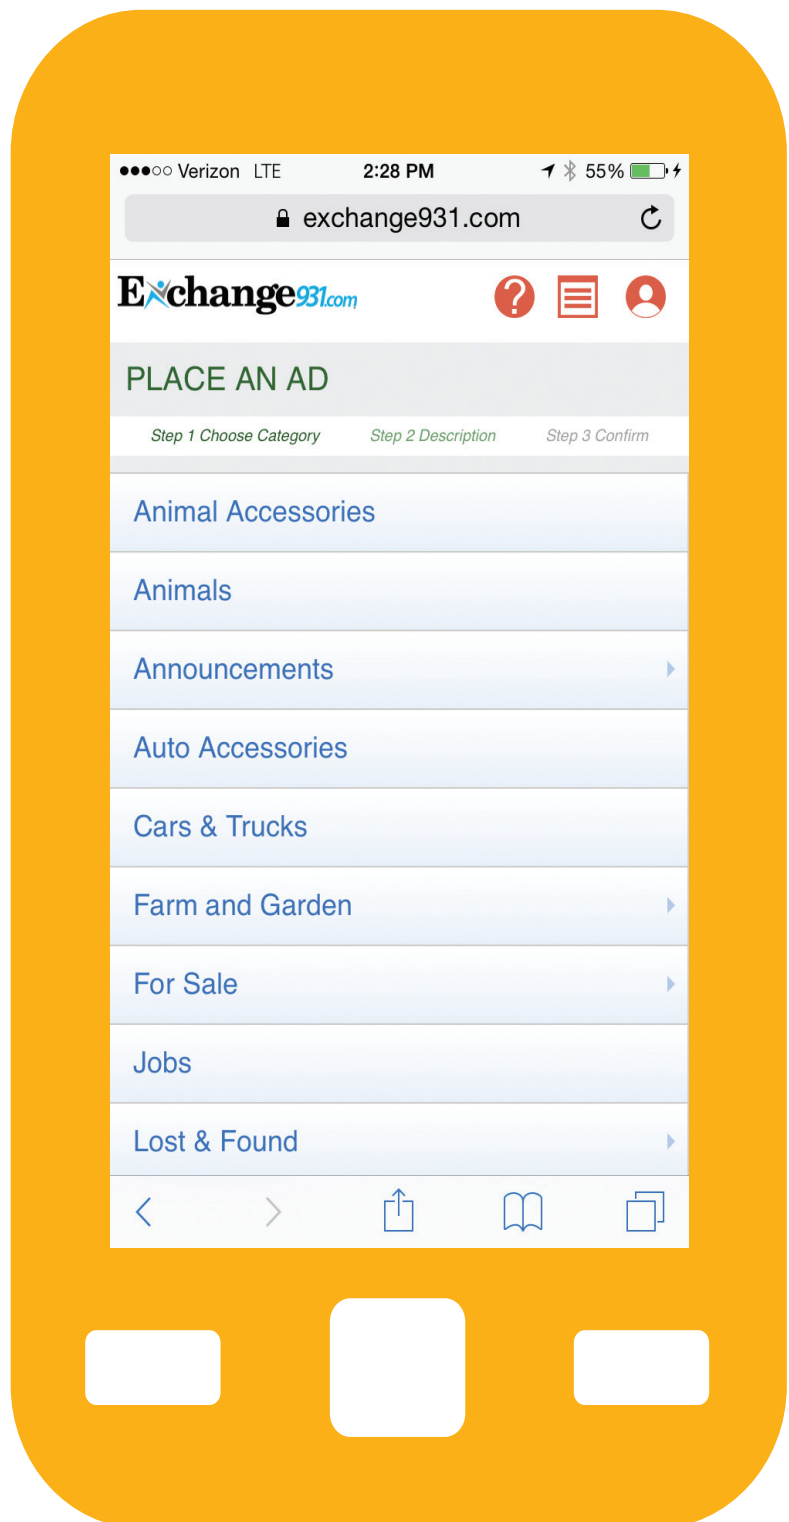 Verizon LTE 2:28 PM 55%
exchange931.com
Exchange931.com
PLACE AN AD
Step 1 Choose Category Step 2 Description Step 3 Confirm
Animal Accessories
Animals
Announcements
Auto Accessories
Cars & Trucks
Farm and Garden
For Sale
Jobs
Lost & Found